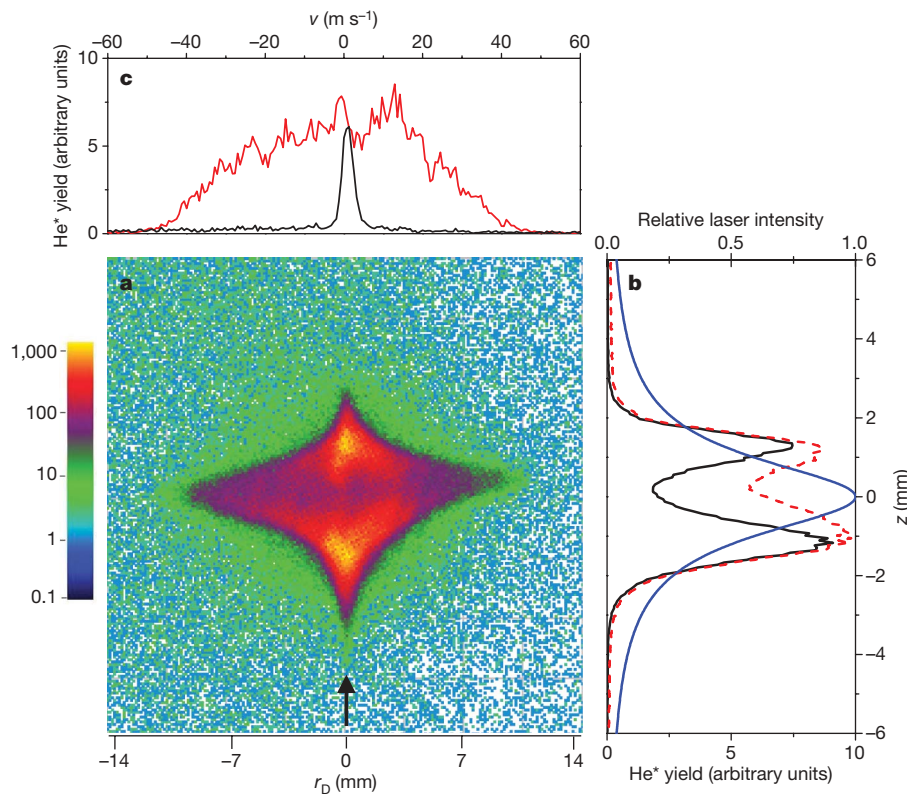 v (m s⁻¹)
−60 −40 −20 0 20 40 60
c
He* yield (arbitrary units)
10
5
0
a
1,000
100
10
1
0.1
−14 −7 0 7 14
r_D (mm)
Relative laser intensity
0.0 0.5 1.0
b
6
4
2
0
−2
−4
−6
z (mm)
0 5 10
He* yield (arbitrary units)